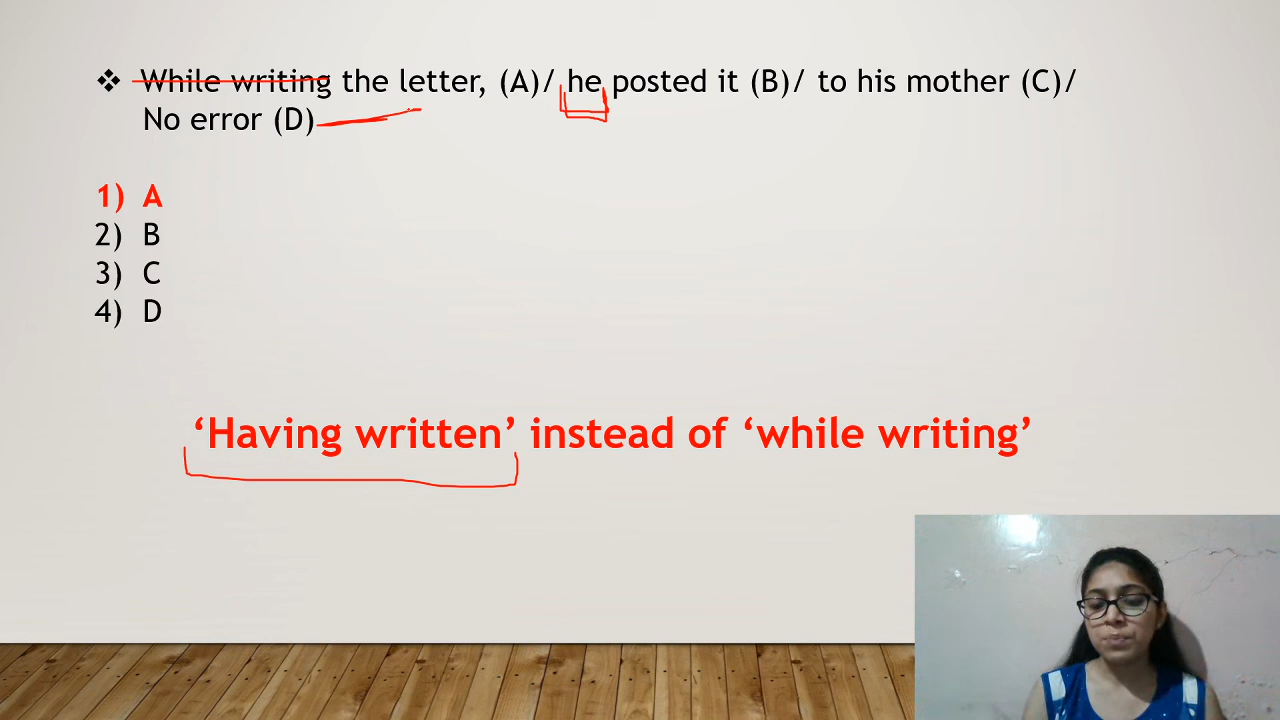 ❖ While writing the letter, (A)/ he posted it (B)/ to his mother (C)/
No error (D)
1) A
2) B
3) C
4) D
‘Having written’ instead of ‘while writing’